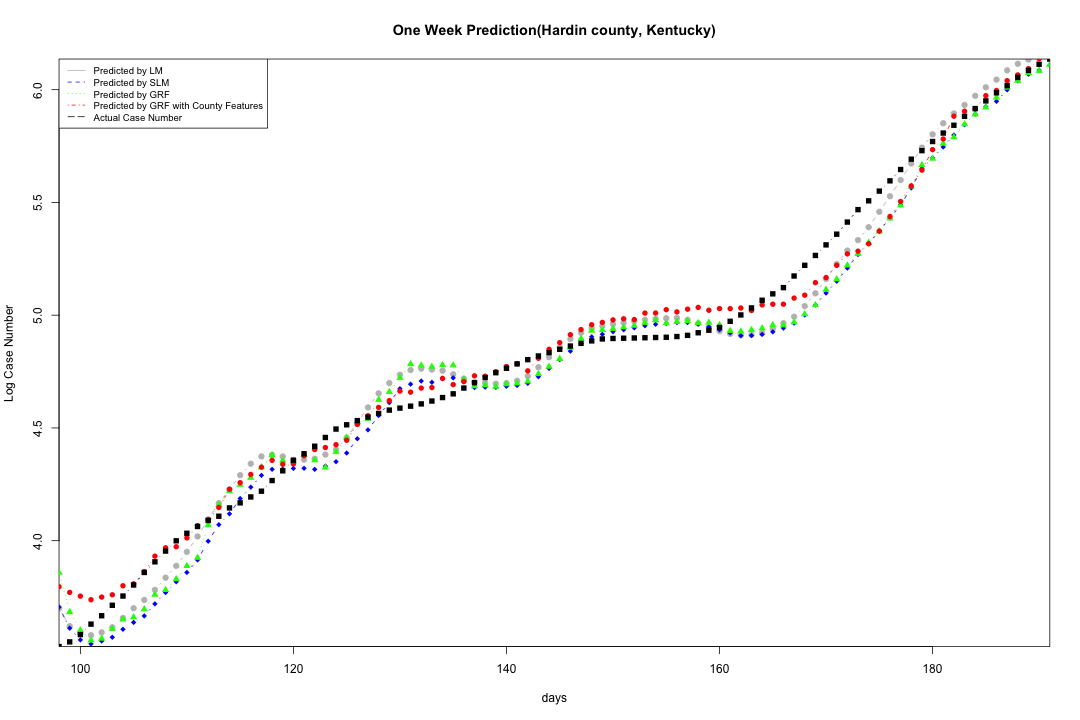 One Week Prediction(Hardin county, Kentucky)
Predicted by LM
Predicted by SLM
Predicted by GRF
Predicted by GRF with County Features
Actual Case Number
Log Case Number
6.0
5.5
5.0
4.5
4.0
100 120 140 160 180
days